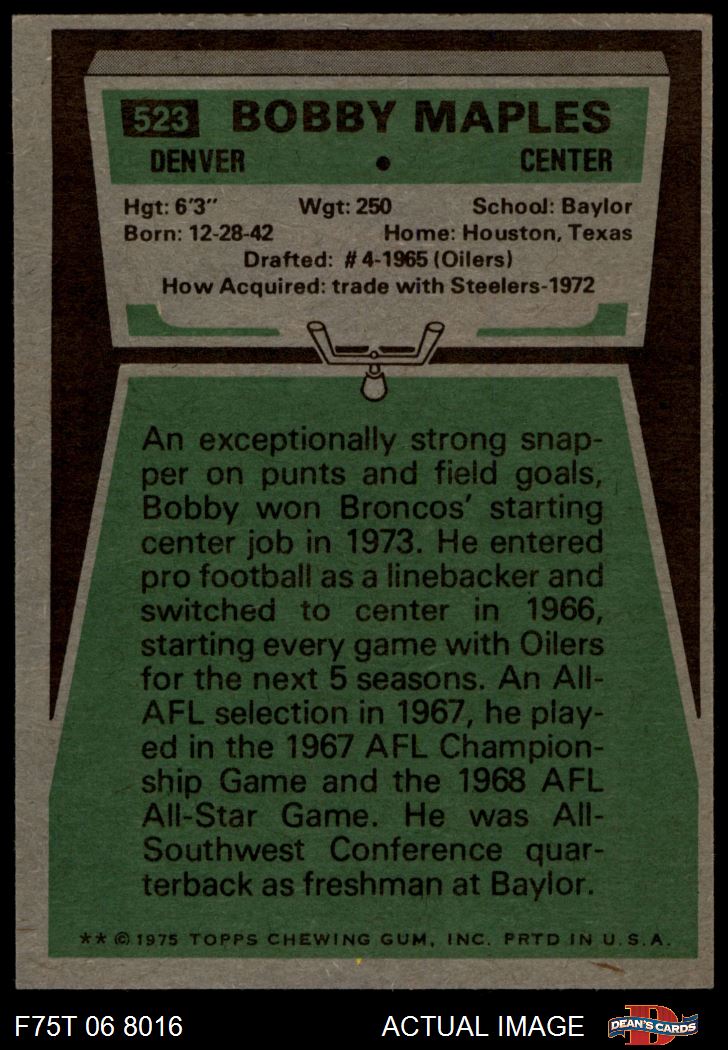 523 BOBBY MAPLES
DENVER • CENTER
Hgt: 6'3" Wgt: 250 School: Baylor
Born: 12-28-42 Home: Houston, Texas
Drafted: #4-1965 (Oilers)
How Acquired: trade with Steelers-1972
An exceptionally strong snap-
per on punts and field goals,
Bobby won Broncos' starting
center job in 1973. He entered
pro football as a linebacker and
switched to center in 1966,
starting every game with Oilers
for the next 5 seasons. An All-
AFL selection in 1967, he play-
ed in the 1967 AFL Champion-
ship Game and the 1968 AFL
All-Star Game. He was All-
Southwest Conference quar-
terback as freshman at Baylor.
** © 1975 TOPPS CHEWING GUM, INC. PRTD IN U.S.A.
F75T 06 8016 ACTUAL IMAGE DEAN'S CARDS